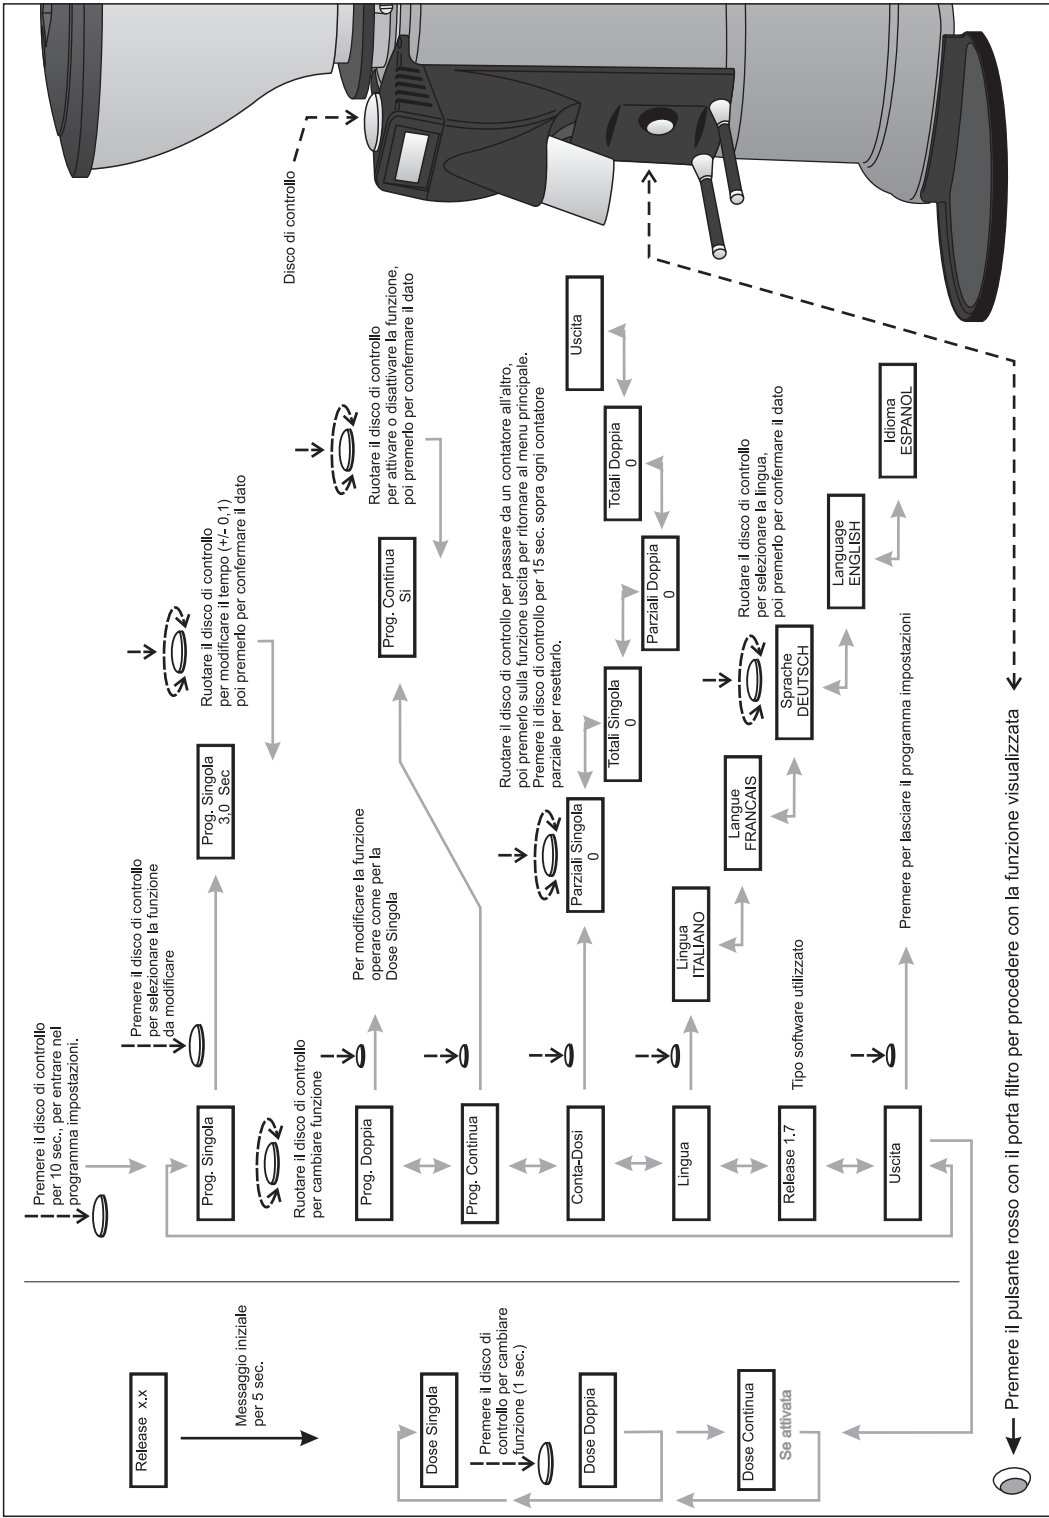 Release x.x
Messaggio iniziale
per 5 sec.
Dose Singola
Premere il disco di
controllo per cambiare
funzione (1 sec.)
Dose Doppia
Dose Continua
Se attivata
Premere il disco di controllo
per 10 sec., per entrare nel
programma impostazioni.
Prog. Singola
Premere il disco di controllo
per selezionare la funzione
da modificare
Prog. Singola
3,0 Sec
Ruotare il disco di controllo
per modificare il tempo (+/- 0,1)
poi premerlo per confermare il dato
Ruotare il disco di controllo
per cambiare funzione
Prog. Doppia
Per modificare la funzione
operare come per la
Dose Singola
Prog. Continua
Prog. Continua
Si
Ruotare il disco di controllo
per attivare o disattivare la funzione,
poi premerlo per confermare il dato
Disco di controllo
Conta-Dosi
Parziali Singola
0
Ruotare il disco di controllo per passare da un contatore all'altro,
poi premerlo sulla funzione uscita per ritornare al menu principale.
Premere il disco di controllo per 15 sec. sopra ogni contatore
parziale per resettarlo.
Totali Singola
0
Parziali Doppia
0
Totali Doppia
0
Uscita
Lingua
Lingua
ITALIANO
Langue
FRANCAIS
Sprache
DEUTSCH
Ruotare il disco di controllo
per selezionare la lingua,
poi premerlo per confermare il dato
Language
ENGLISH
Idioma
ESPANOL
Release 1.7
Tipo software utilizzato
Uscita
Premere per lasciare il programma impostazioni
Premere il pulsante rosso con il porta filtro per procedere con la funzione visualizzata